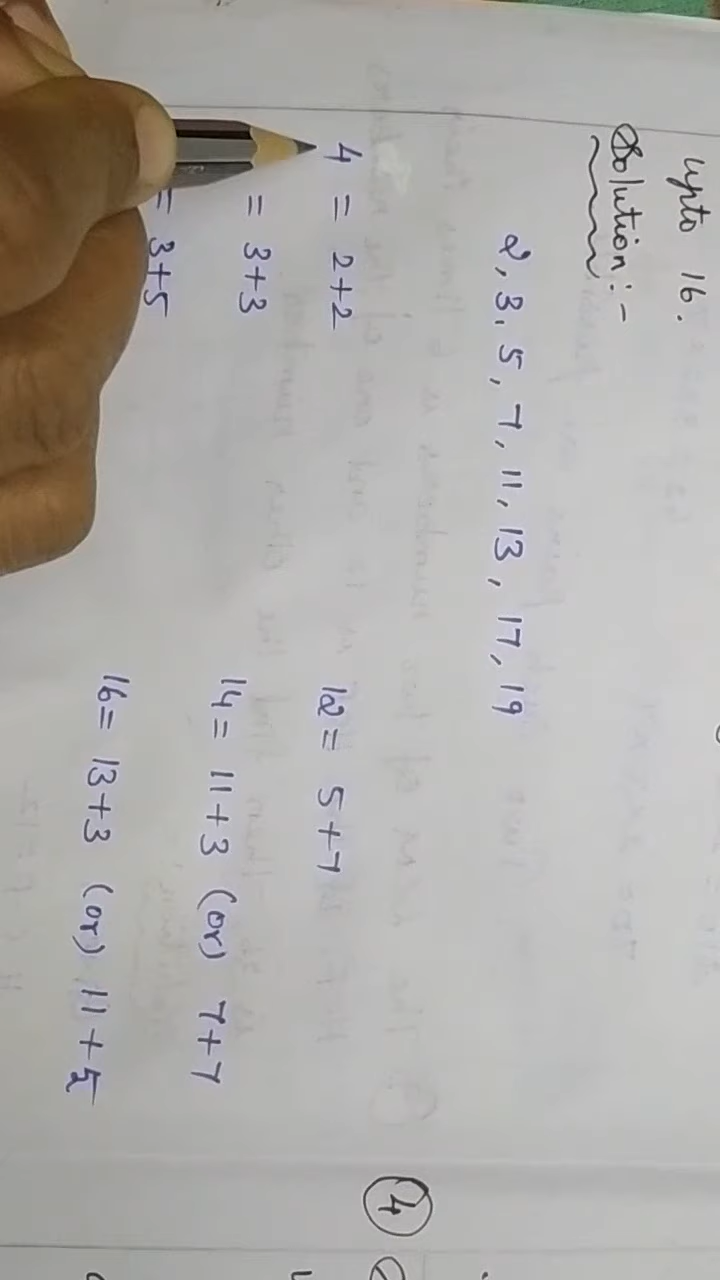 upto 16.
Solution:-
2, 3, 5, 7, 11, 13, 17, 19
4 = 2+2
= 3+3
= 3+5
12 = 5+7
14 = 11+3 (or) 7+7
16 = 13+3 (or) 11+5
4